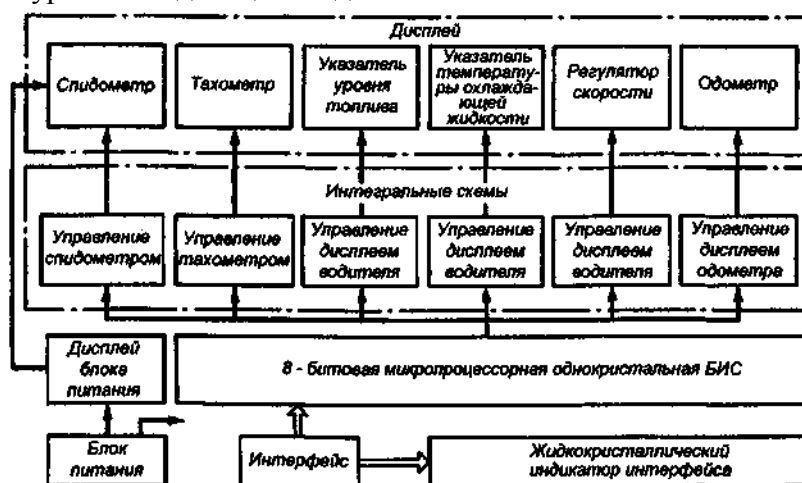 Дисплей
Спидометр
Тахометр
Указатель
уровня
топлива
Указатель
температу-
ры охлажда-
ющей
жидкости
Регулятор
скорости
Одометр
Интегральные схемы
Управление
спидометром
Управление
тахометром
Управление
дисплеем
водителя
Управление
дисплеем
водителя
Управление
дисплеем
водителя
Управление
дисплеем
одометра
Дисплей
блока
питания
8 - битовая микропроцессорная однокристальная БИС
Блок
питания
Интерфейс
Жидкокристаллический
индикатор интерфейса